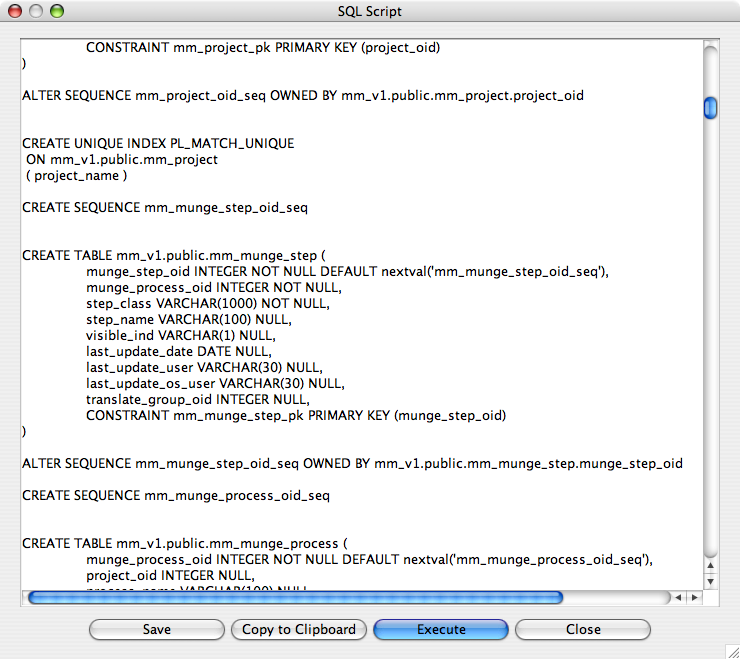 SQL Script
CONSTRAINT mm_project_pk PRIMARY KEY (project_oid)
)
ALTER SEQUENCE mm_project_oid_seq OWNED BY mm_v1.public.mm_project.project_oid
CREATE UNIQUE INDEX PL_MATCH_UNIQUE
ON mm_v1.public.mm_project
( project_name )
CREATE SEQUENCE mm_munge_step_oid_seq
CREATE TABLE mm_v1.public.mm_munge_step (
munge_step_oid INTEGER NOT NULL DEFAULT nextval('mm_munge_step_oid_seq'),
munge_process_oid INTEGER NOT NULL,
step_class VARCHAR(1000) NOT NULL,
step_name VARCHAR(100) NULL,
visible_ind VARCHAR(1) NULL,
last_update_date DATE NULL,
last_update_user VARCHAR(30) NULL,
last_update_os_user VARCHAR(30) NULL,
translate_group_oid INTEGER NULL,
CONSTRAINT mm_munge_step_pk PRIMARY KEY (munge_step_oid)
)
ALTER SEQUENCE mm_munge_step_oid_seq OWNED BY mm_v1.public.mm_munge_step.munge_step_oid
CREATE SEQUENCE mm_munge_process_oid_seq
CREATE TABLE mm_v1.public.mm_munge_process (
munge_process_oid INTEGER NOT NULL DEFAULT nextval('mm_munge_process_oid_seq'),
project_oid INTEGER NULL,
process_name VARCHAR(100) NULL,
Save
Copy to Clipboard
Execute
Close